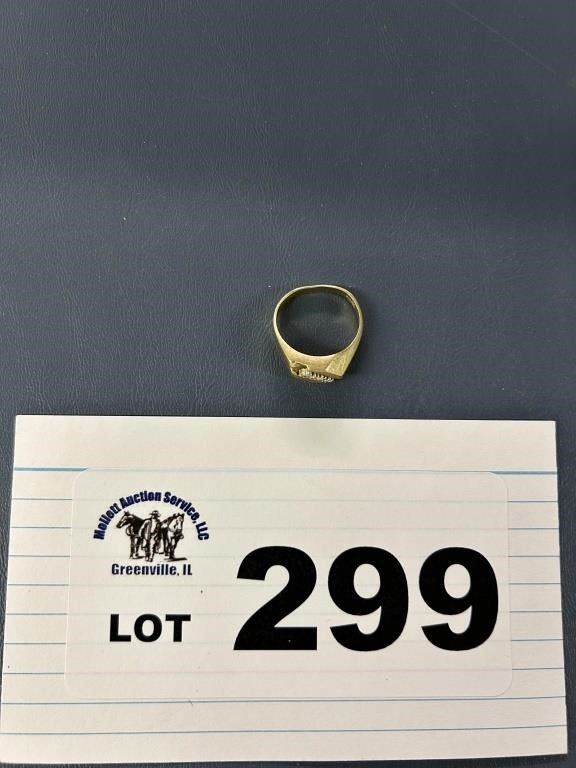 Mollett Auction Service, LLC
Greenville, IL
LOT 299